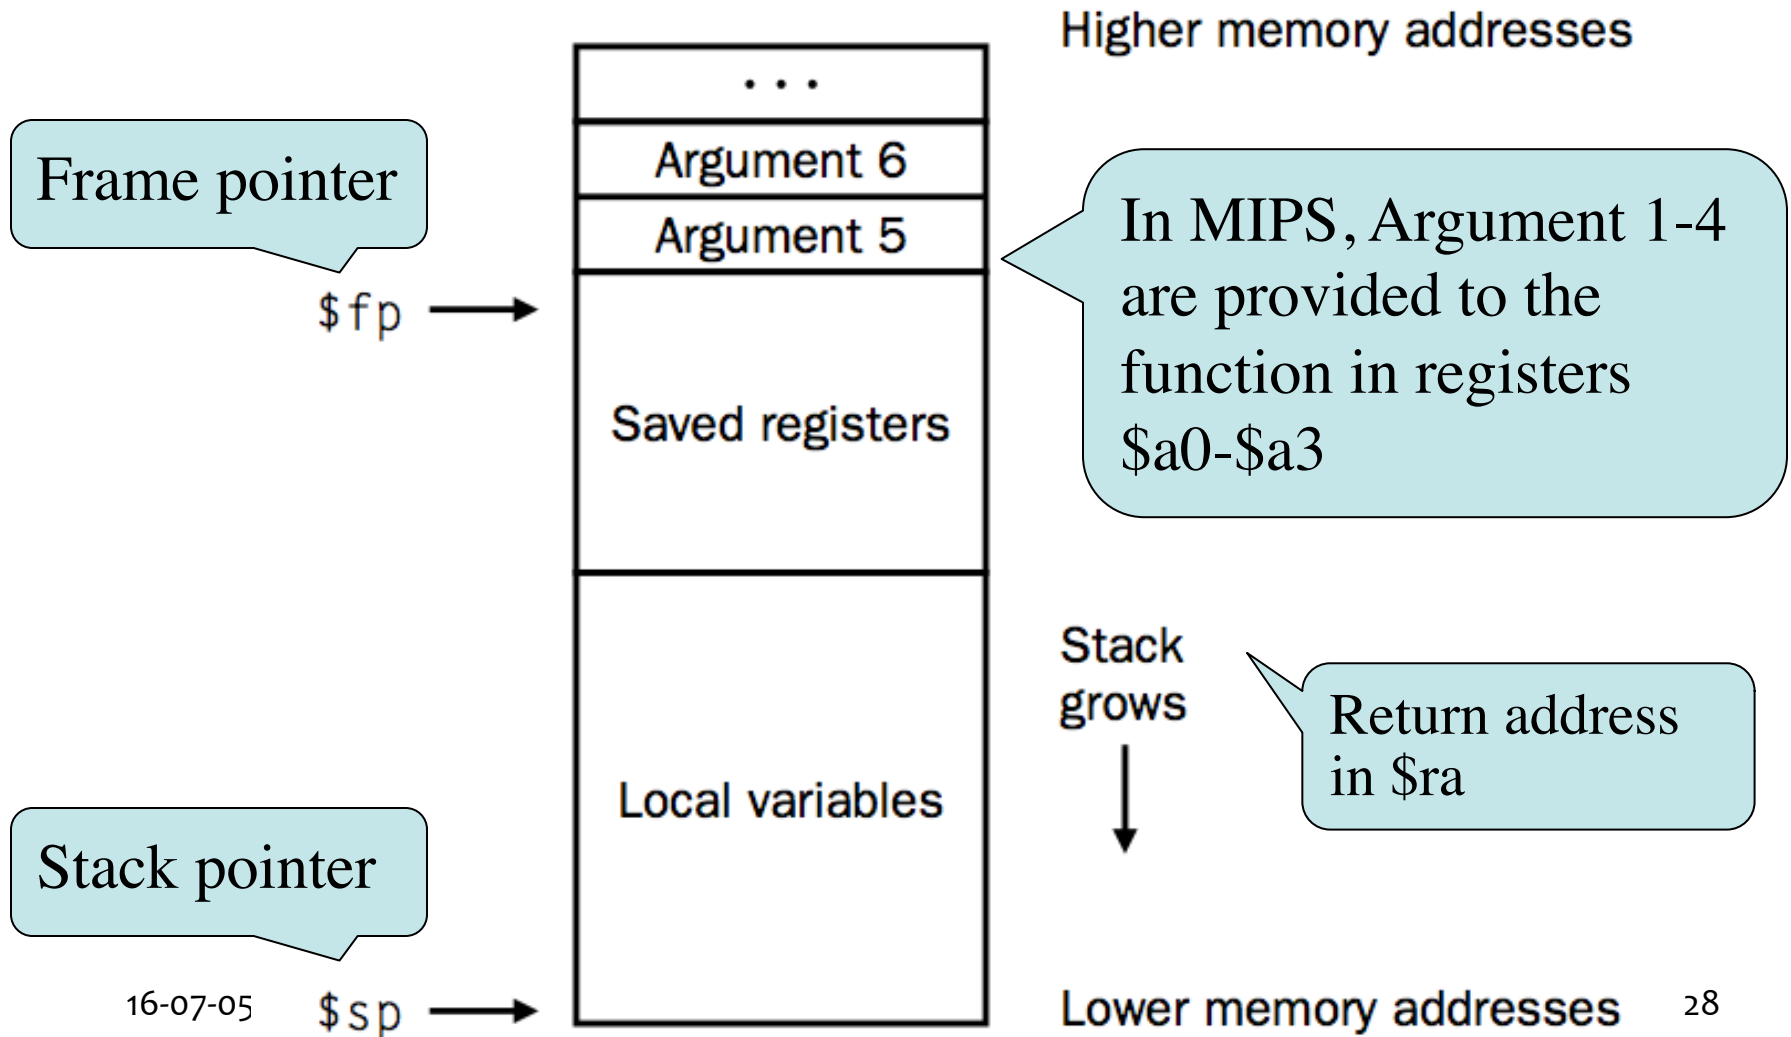 Higher memory addresses
. . .
Argument 6
Argument 5
Frame pointer
$fp
In MIPS, Argument 1-4
are provided to the
function in registers
$a0-$a3
Saved registers
Stack
grows
Return address
in $ra
Local variables
Stack pointer
16-07-05
$sp
Lower memory addresses
28